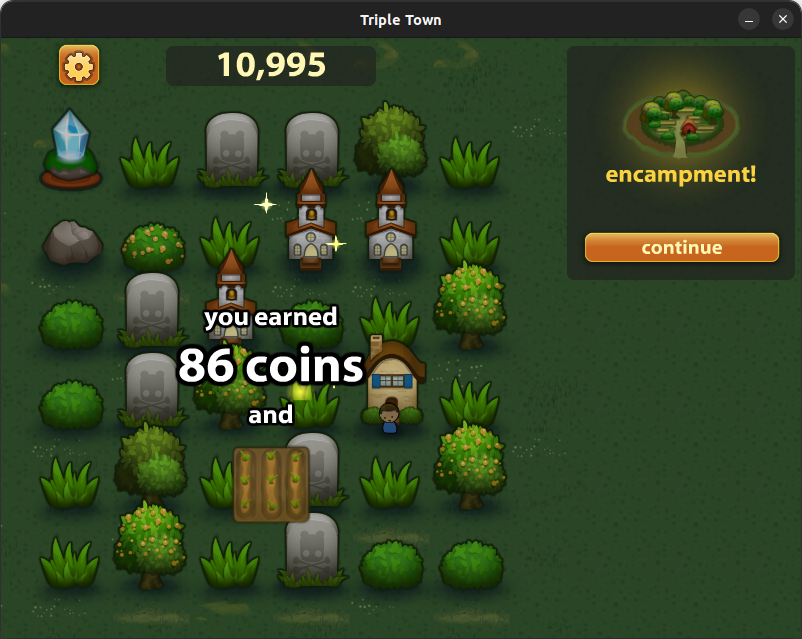 Triple Town
10,995
encampment!
continue
you earned
86 coins
and